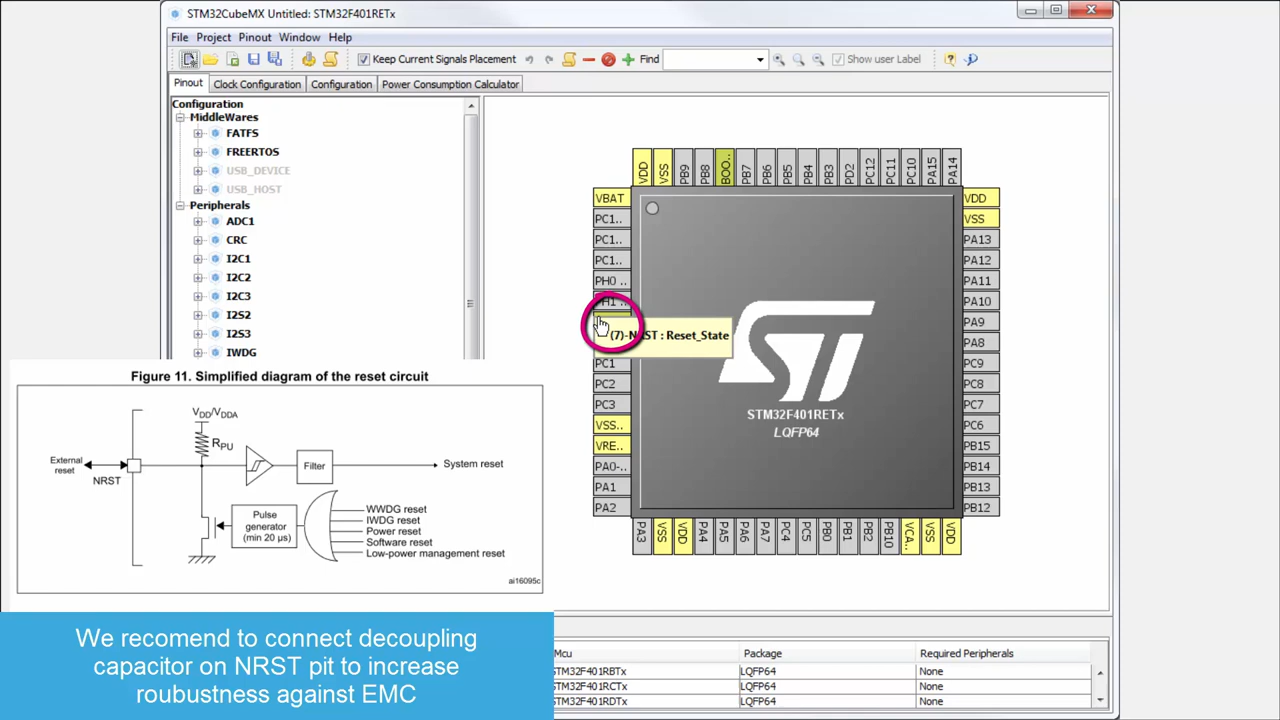 STM32CubeMX Untitled: STM32F401RETx
File Project Pinout Window Help
Keep Current Signals Placement Find Show user Label
Pinout Clock Configuration Configuration Power Consumption Calculator
Configuration
MiddleWares
FATFS
FREERTOS
USB_DEVICE
USB_HOST
Peripherals
ADC1
CRC
I2C1
I2C2
I2C3
I2S2
I2S3
IWDG
VDD VSS PB9 PB8 BOO.. PB7 PB6 PB5 PB4 PB3 PD2 PC12 PC11 PC10 PA15 PA14
VBAT
PC1..
PC1..
PC1..
PH0 ..
PH1 ..
(7)-NRST : Reset_State
PC1
PC2
PC3
VSS..
VRE..
PA0-..
PA1
PA2
STM32F401RETx
LQFP64
VDD
VSS
PA13
PA12
PA11
PA10
PA9
PA8
PC9
PC8
PC7
PC6
PB15
PB14
PB13
PB12
PA3 VSS VDD PA4 PA5 PA6 PA7 PC4 PC5 PB0 PB1 PB2 PB10 VCA.. VSS VDD
Figure 11. Simplified diagram of the reset circuit
VDD/VDDA
RPU
External
reset
NRST
Filter
System reset
Pulse
generator
(min 20 µs)
WWDG reset
IWDG reset
Power reset
Software reset
Low-power management reset
ai16095c
We recomend to connect decoupling
capacitor on NRST pit to increase
roubustness against EMC
Mcu Package Required Peripherals
STM32F401RBTx LQFP64 None
STM32F401RCTx LQFP64 None
STM32F401RDTx LQFP64 None